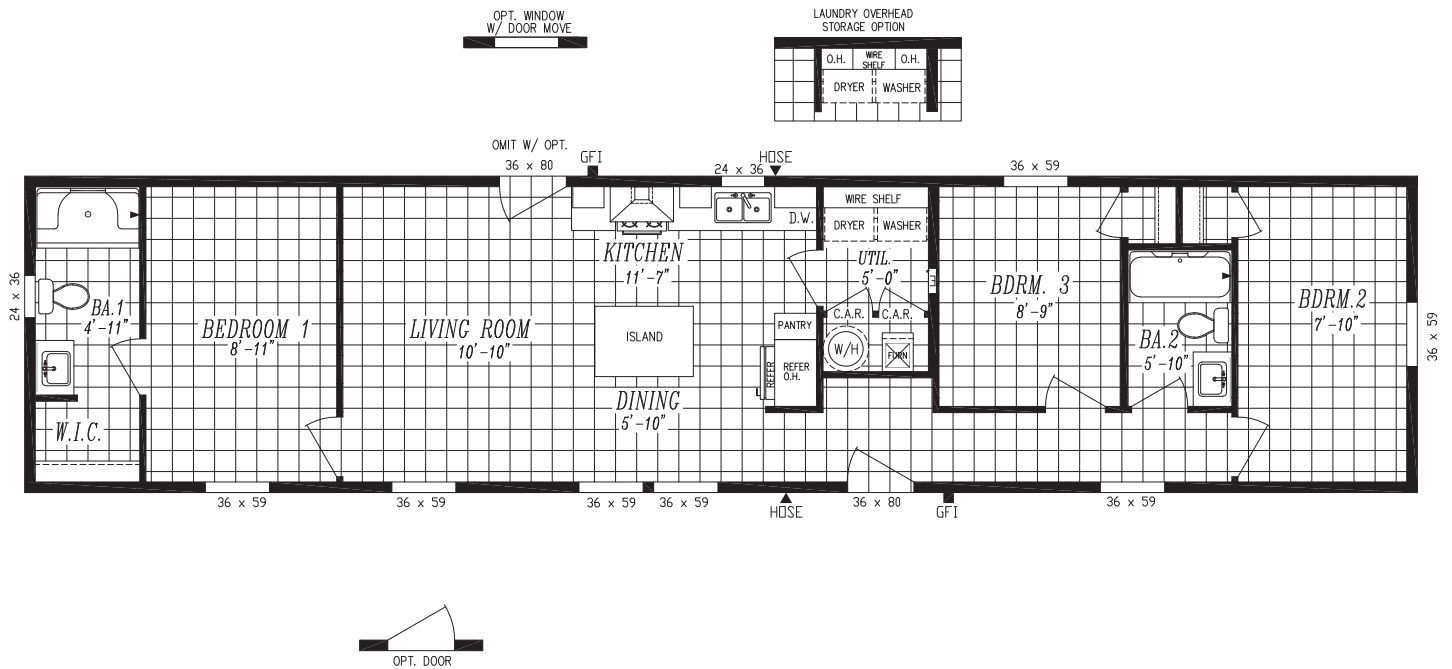 OPT. WINDOW
W/ DOOR MOVE
LAUNDRY OVERHEAD
STORAGE OPTION
O.H.
WIRE
SHELF
O.H.
DRYER
WASHER
OMIT W/ OPT.
36 x 80
GFI
24 x 36
HOSE
36 x 59
24 x 36
BA.1
4'-11"
W.I.C.
BEDROOM 1
8'-11"
LIVING ROOM
10'-10"
KITCHEN
11'-7"
D.W.
ISLAND
DINING
5'-10"
PANTRY
REFER
REFER
O.H.
WIRE SHELF
DRYER
WASHER
UTIL.
5'-0"
E
C.A.R.
C.A.R.
W/H
FURN
BDRM. 3
8'-9"
BA.2
5'-10"
BDRM.2
7'-10"
36 x 59
36 x 59
36 x 59
36 x 59
36 x 59
HOSE
36 x 80
GFI
36 x 59
OPT. DOOR